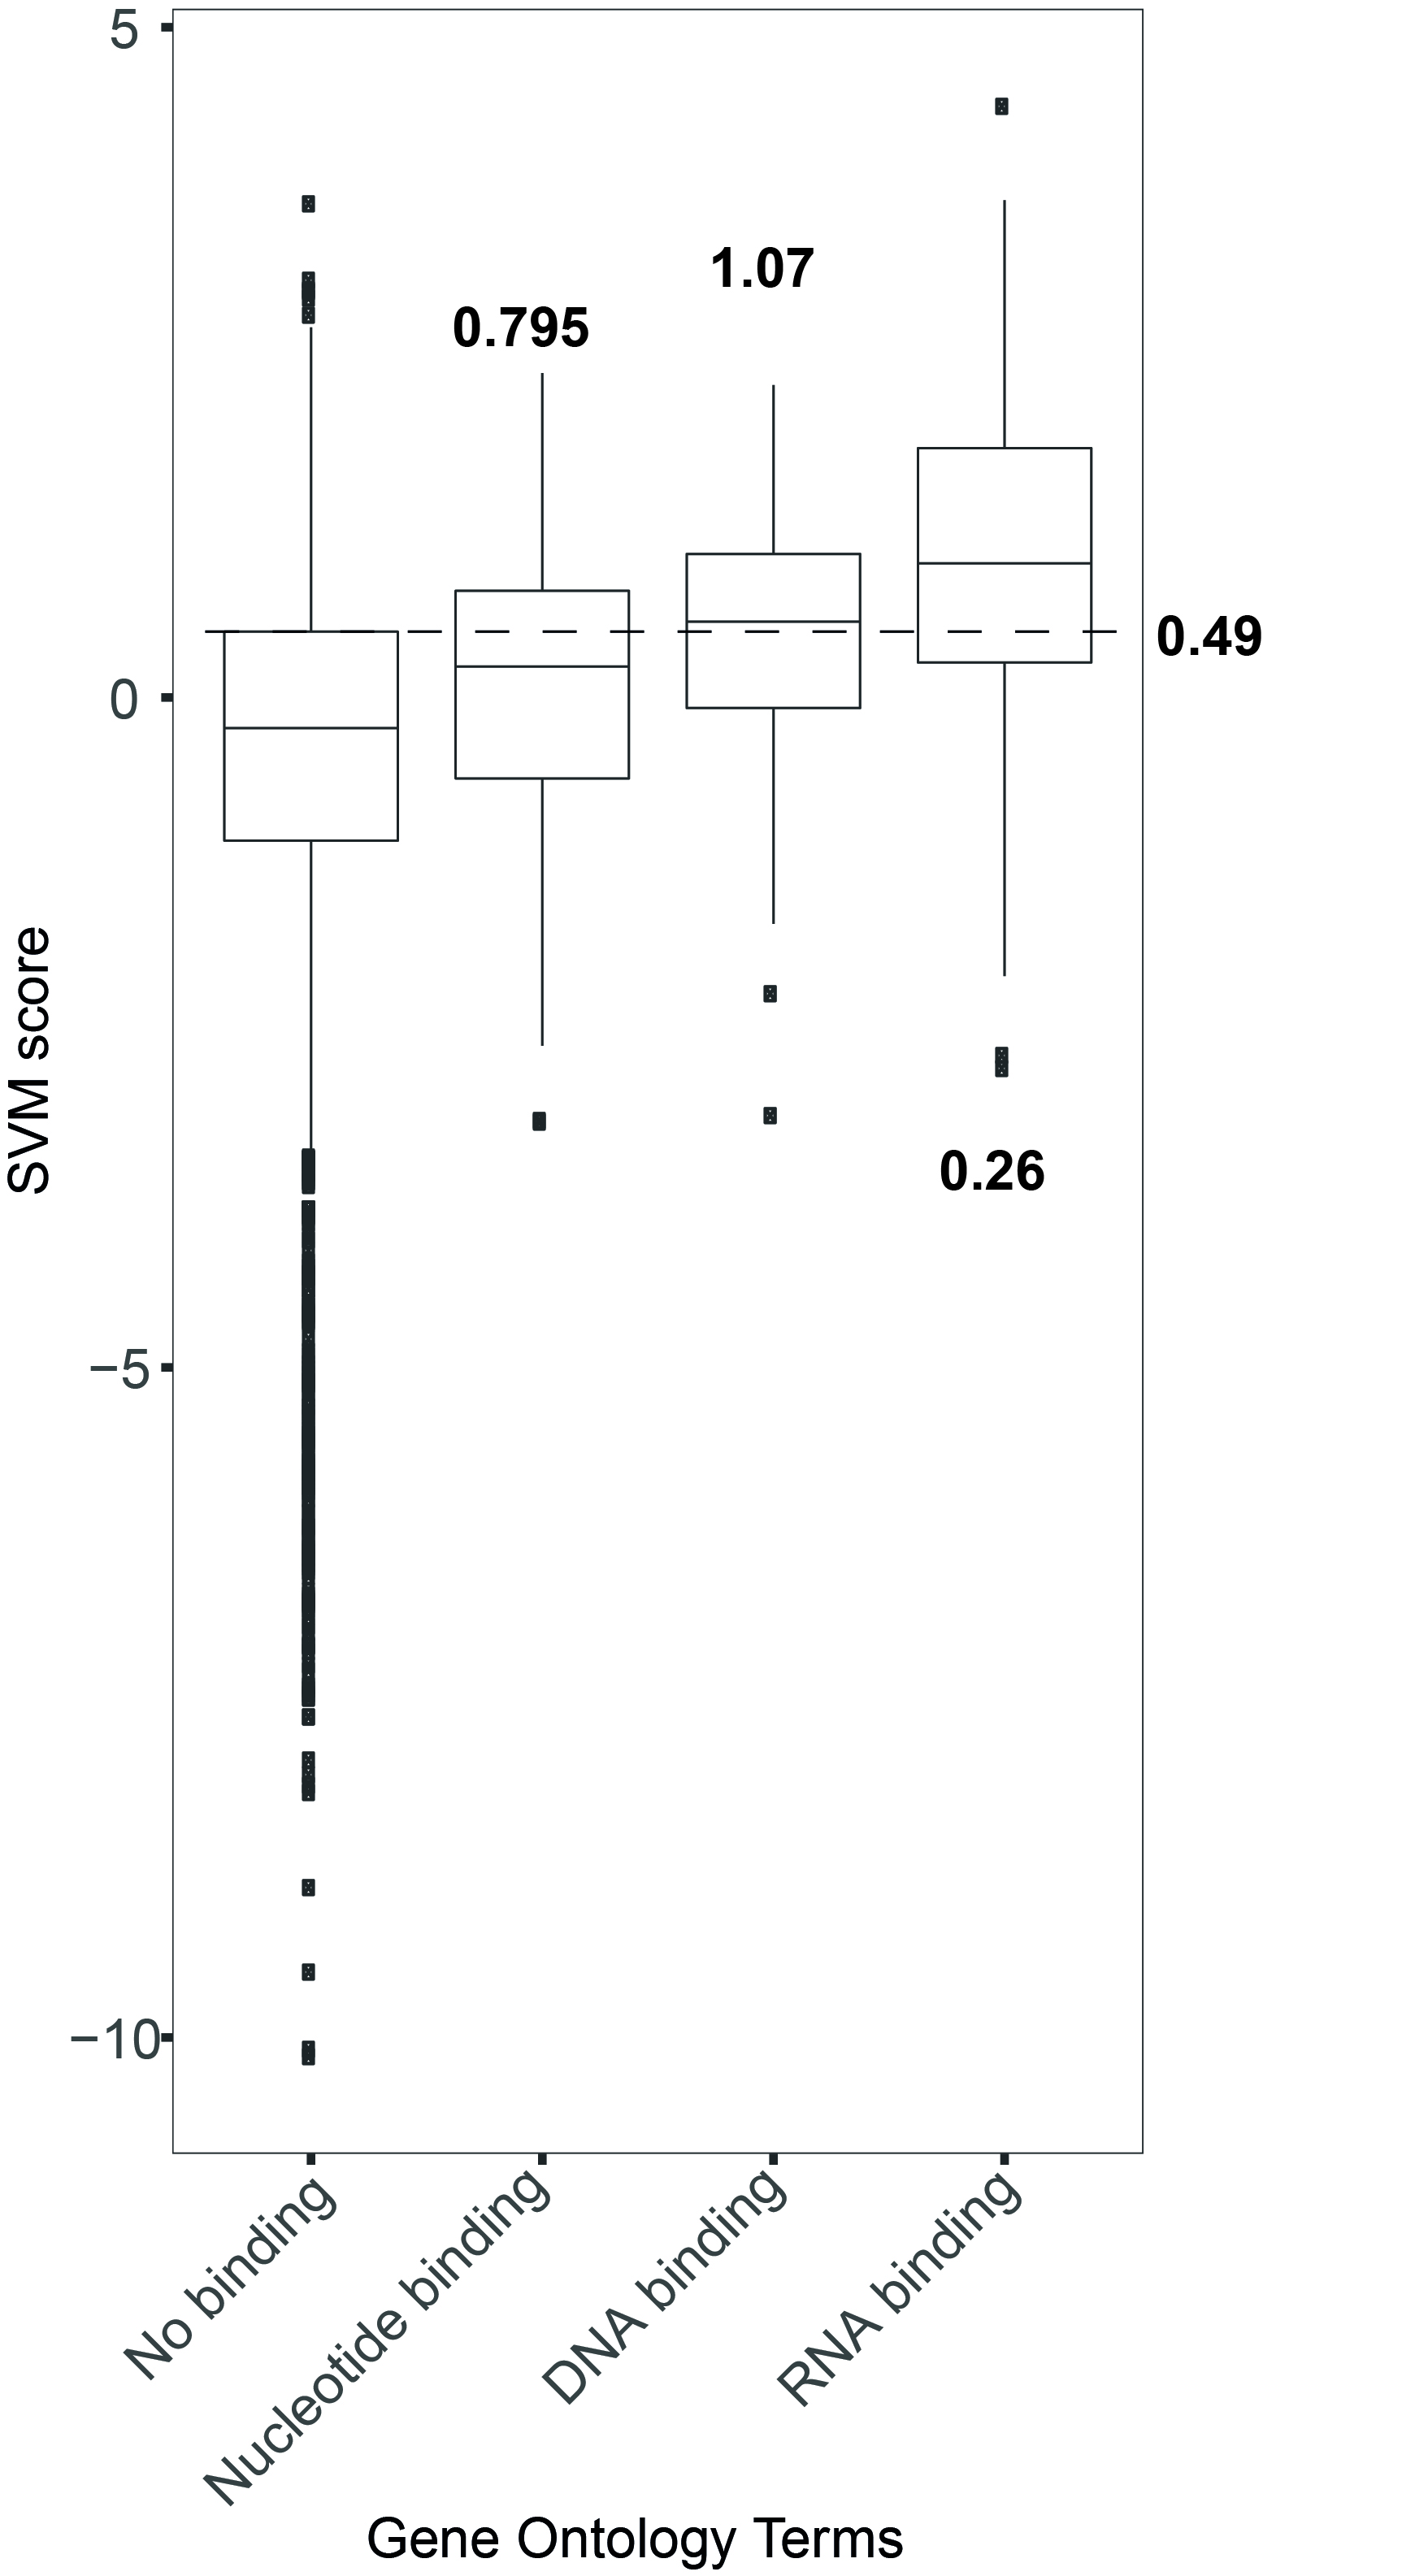 5
1.07
0.795
0.49
0
SVM score
0.26
−5
−10
No binding
Nucleotide binding
DNA binding
RNA binding
Gene Ontology Terms